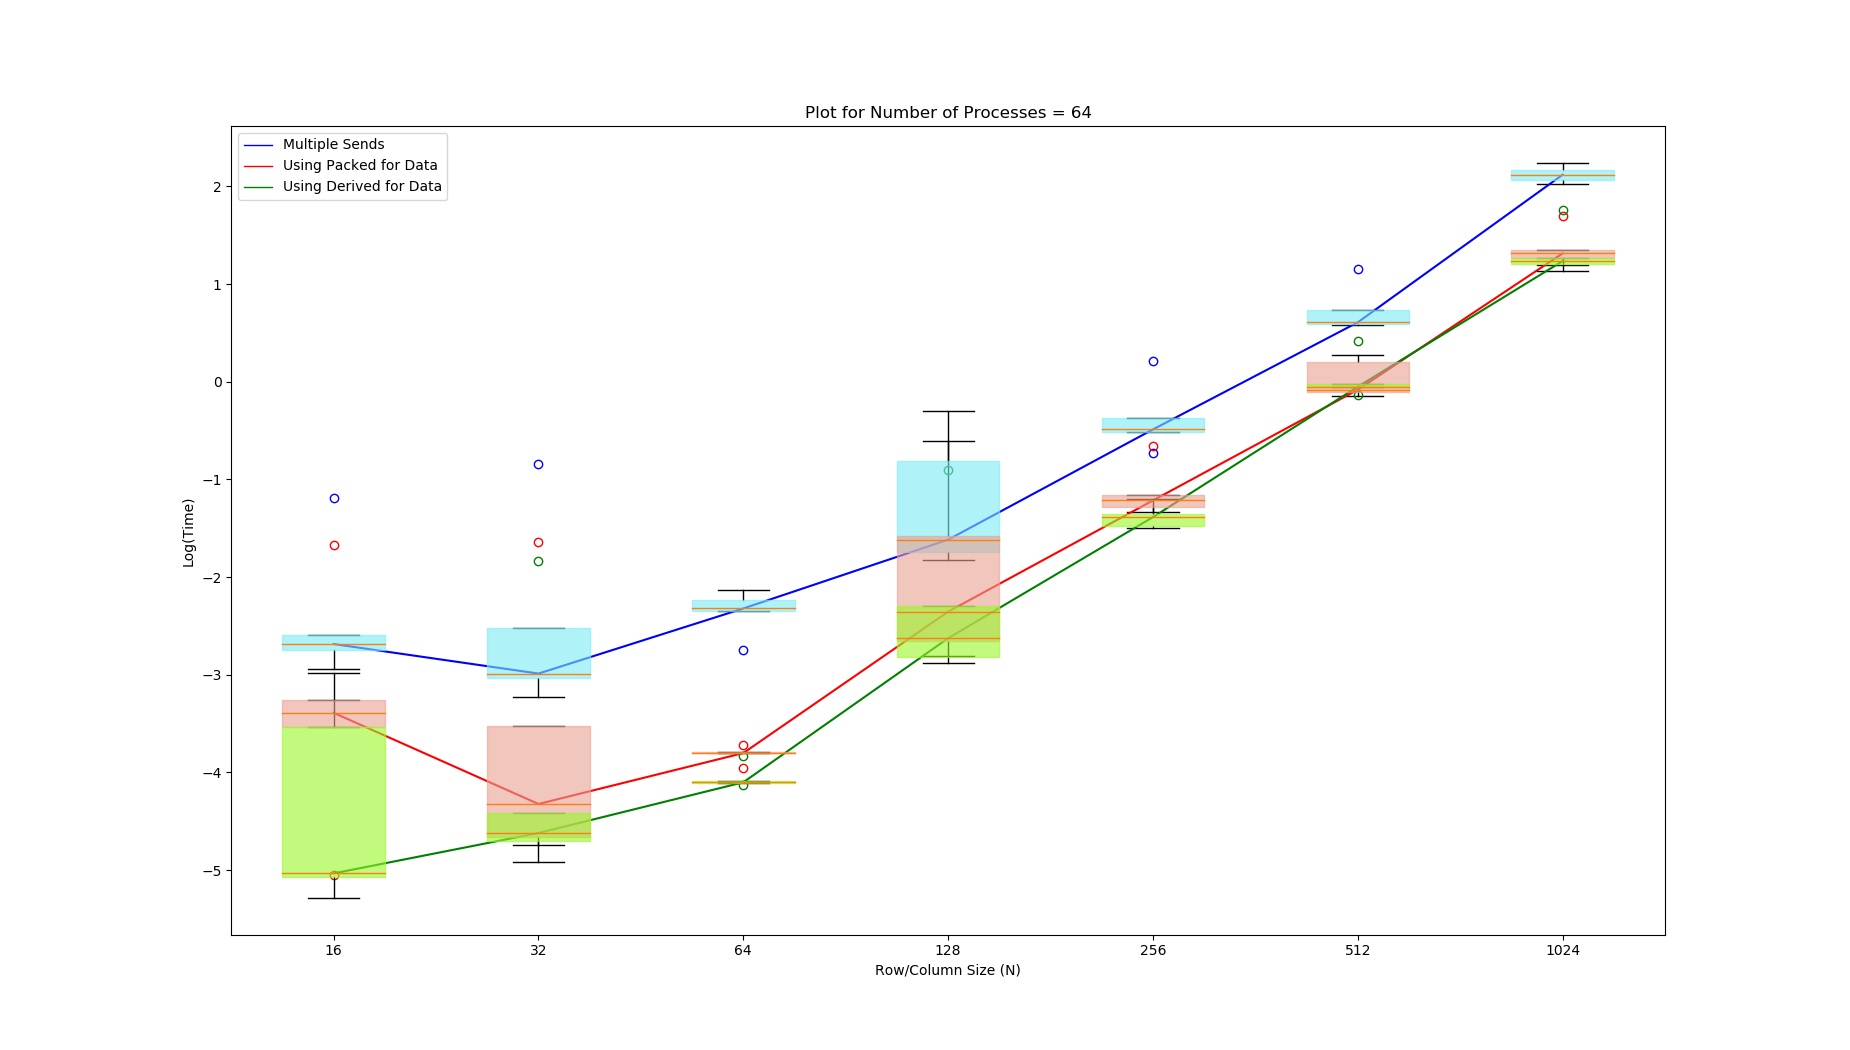 Plot for Number of Processes = 64
Multiple Sends
Using Packed for Data
Using Derived for Data
2
1
0
−1
−2
−3
−4
−5
Log(Time)
16 32 64 128 256 512 1024
Row/Column Size (N)